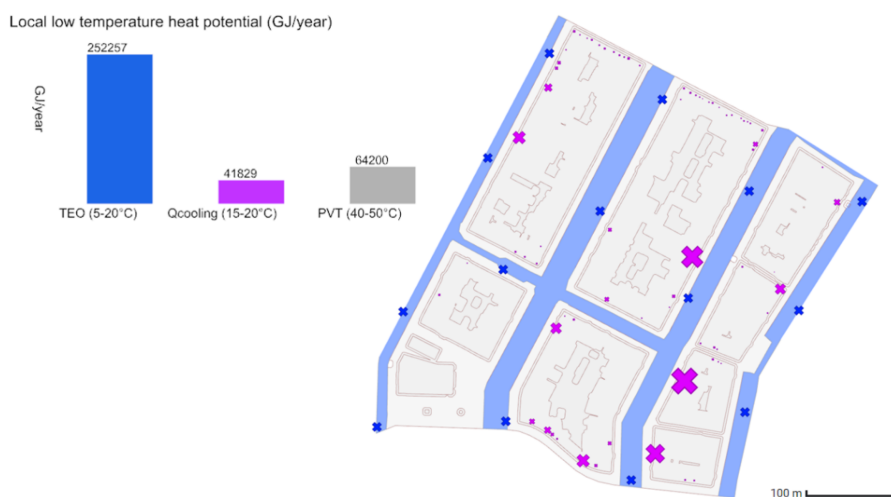 Local low temperature heat potential (GJ/year)
252257
GJ/year
41829
64200
TEO (5-20°C)
Qcooling (15-20°C)
PVT (40-50°C)
100 m